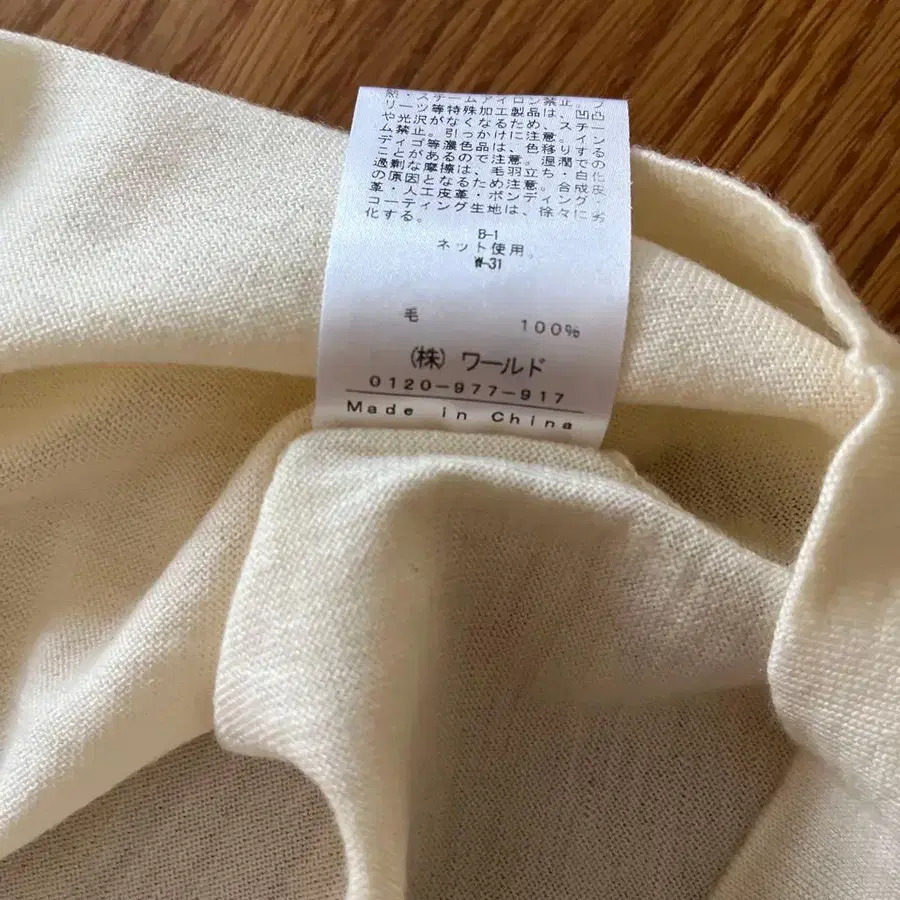 ・スチームアイロン禁止。プ
リーツ等特殊加工製品は、凹凸
や光沢がなくなるため、スチー
ム禁止。引っかけに注意。イン
ディゴ等濃色品は、色移りする
ことがあるので注意。湿潤での
過剰な摩擦は、毛羽立ち・白化
の原因となるため注意。合成皮
革・人工皮革・ボンディング・
コーティング生地は、徐々に劣
化する。
B-1
ネット使用。
W-31
毛 100%
(株)ワールド
0120-977-917
Made in China